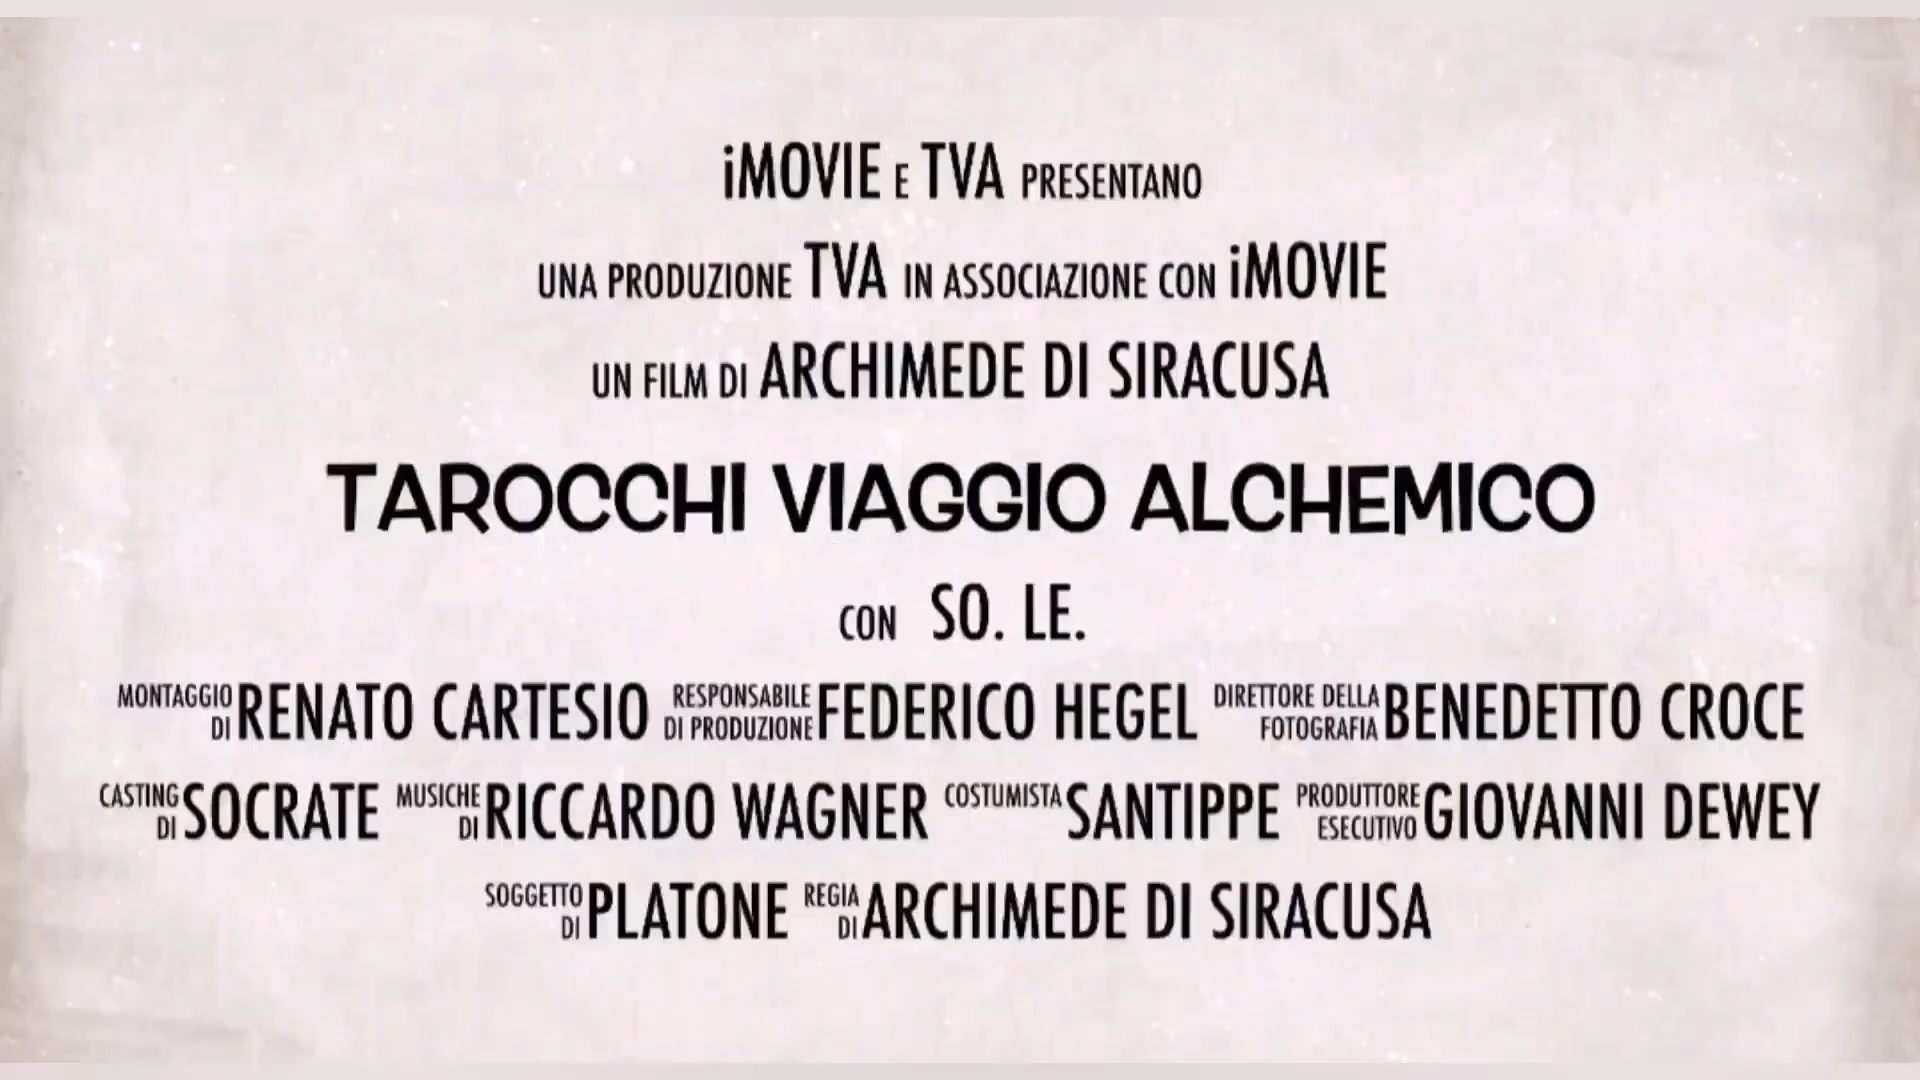 iMOVIE E TVA PRESENTANO
UNA PRODUZIONE TVA IN ASSOCIAZIONE CON iMOVIE
UN FILM DI ARCHIMEDE DI SIRACUSA
TAROCCHI VIAGGIO ALCHEMICO
CON SO. LE.
MONTAGGIO DI RENATO CARTESIO RESPONSABILE DI PRODUZIONE FEDERICO HEGEL DIRETTORE DELLA FOTOGRAFIA BENEDETTO CROCE
CASTING DI SOCRATE MUSICHE DI RICCARDO WAGNER COSTUMISTA SANTIPPE PRODUTTORE ESECUTIVO GIOVANNI DEWEY
SOGGETTO DI PLATONE REGIA DI ARCHIMEDE DI SIRACUSA